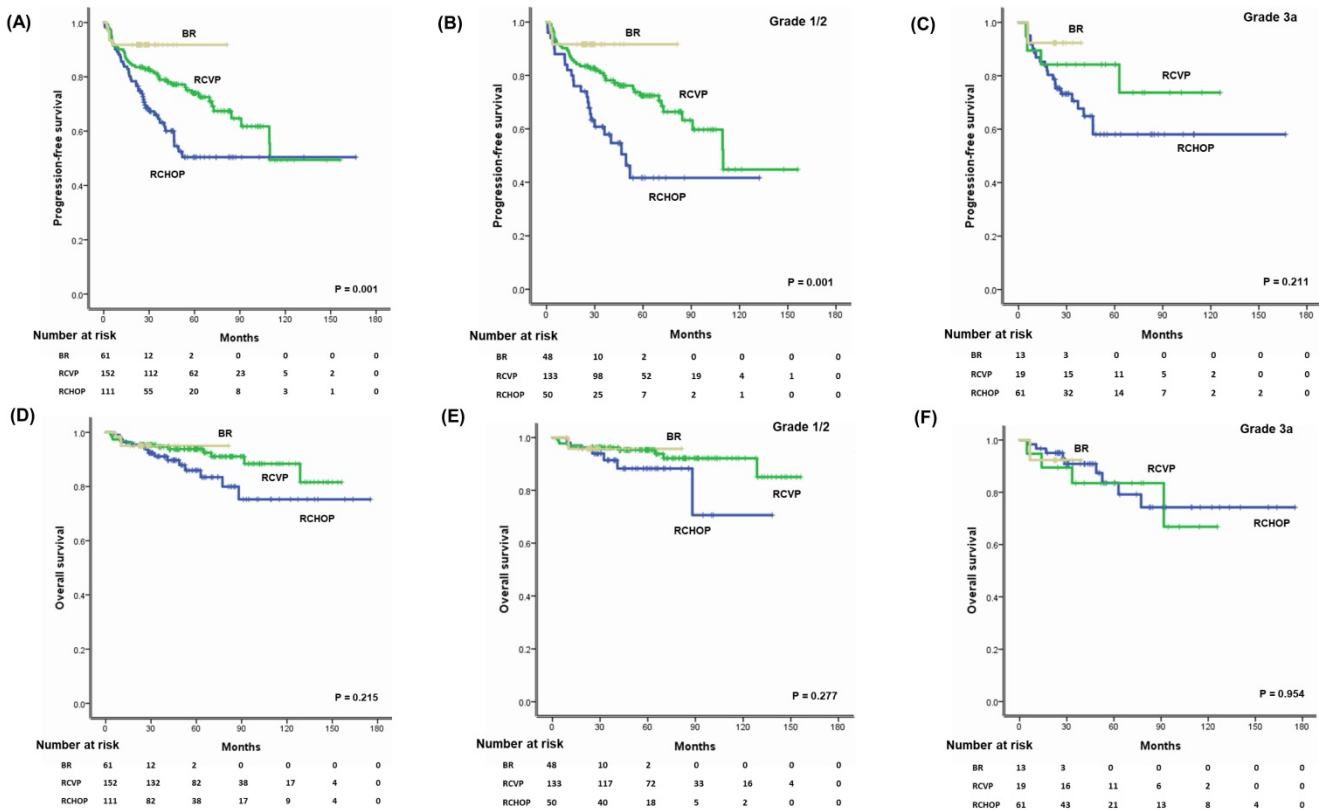 (A)
Progression-free survival
1.0
0.8
0.6
0.4
0.2
0.0
BR
RCVP
RCHOP
P = 0.001
0 30 60 90 120 150 180
Number at risk Months
BR 61 12 2 0 0 0 0
RCVP 152 112 62 23 5 2 0
RCHOP 111 55 20 8 3 1 0
(B) Grade 1/2
Progression-free survival
1.0
0.8
0.6
0.4
0.2
0.0
BR
RCVP
RCHOP
P = 0.001
0 30 60 90 120 150 180
Number at risk Months
BR 48 10 2 0 0 0 0
RCVP 133 98 52 19 4 1 0
RCHOP 50 25 7 2 1 0 0
(C) Grade 3a
Progression-free survival
1.0
0.8
0.6
0.4
0.2
0.0
BR
RCVP
RCHOP
P = 0.211
0 30 60 90 120 150 180
Number at risk Months
BR 13 3 0 0 0 0 0
RCVP 19 15 11 5 2 0 0
RCHOP 61 32 14 7 2 2 0
(D)
Overall survival
1.0
0.8
0.6
0.4
0.2
0.0
BR
RCVP
RCHOP
P = 0.215
0 30 60 90 120 150 180
Number at risk Months
BR 61 12 2 0 0 0 0
RCVP 152 132 82 38 17 4 0
RCHOP 111 82 38 17 9 4 0
(E) Grade 1/2
Overall survival
1.0
0.8
0.6
0.4
0.2
0.0
BR
RCVP
RCHOP
P = 0.277
0 30 60 90 120 150 180
Number at risk Months
BR 48 10 2 0 0 0 0
RCVP 133 117 72 33 16 4 0
RCHOP 50 40 18 5 2 0 0
(F) Grade 3a
Overall survival
1.0
0.8
0.6
0.4
0.2
0.0
BR
RCVP
RCHOP
P = 0.954
0 30 60 90 120 150 180
Number at risk Months
BR 13 3 0 0 0 0 0
RCVP 19 16 11 6 2 0 0
RCHOP 61 43 21 13 8 4 0